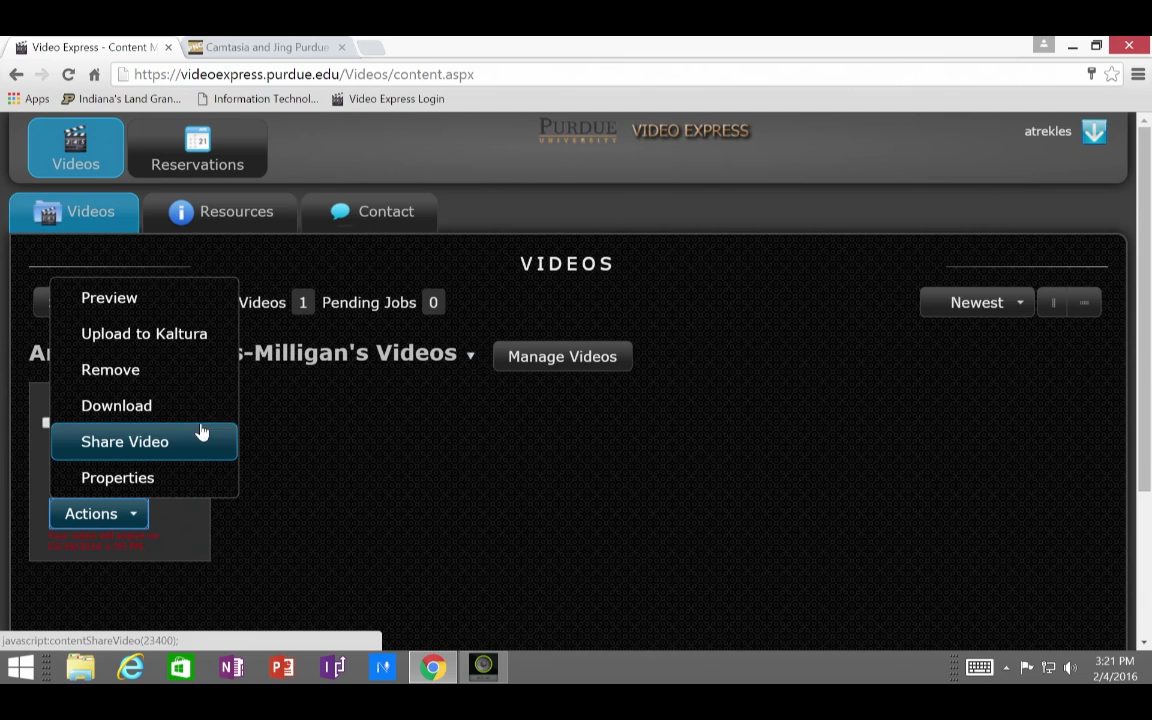 Video Express - Content M
Camtasia and Jing Purdue
https://videoexpress.purdue.edu/Videos/content.aspx
Apps
Indiana's Land Gran...
Information Technol...
Video Express Login
Videos
21
Reservations
PURDUE
UNIVERSITY
VIDEO EXPRESS
atrekles
Videos
Resources
Contact
VIDEOS
Videos 1 Pending Jobs 0
Newest
s-Milligan's Videos
Manage Videos
Preview
Upload to Kaltura
Remove
Download
Share Video
Properties
Actions
javascript:contentShareVideo(23400);
3:21 PM
2/4/2016